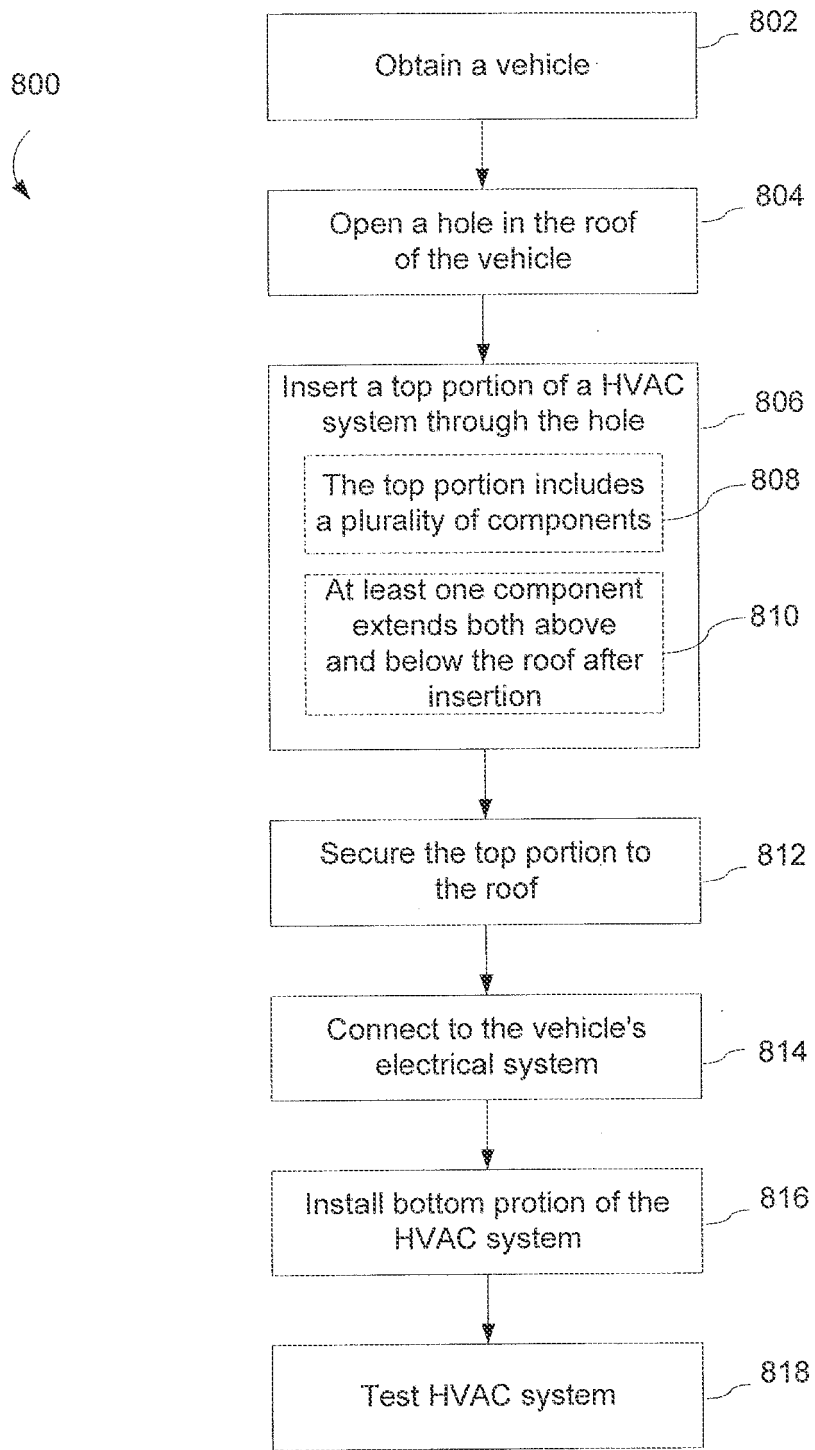 802
Obtain a vehicle
800
804
Open a hole in the roof
of the vehicle
Insert a top portion of a HVAC
system through the hole
806
The top portion includes
a plurality of components
808
At least one component
extends both above
and below the roof after
insertion
810
Secure the top portion to
the roof
812
Connect to the vehicle's
electrical system
814
Install bottom protion of the
HVAC system
816
Test HVAC system
818